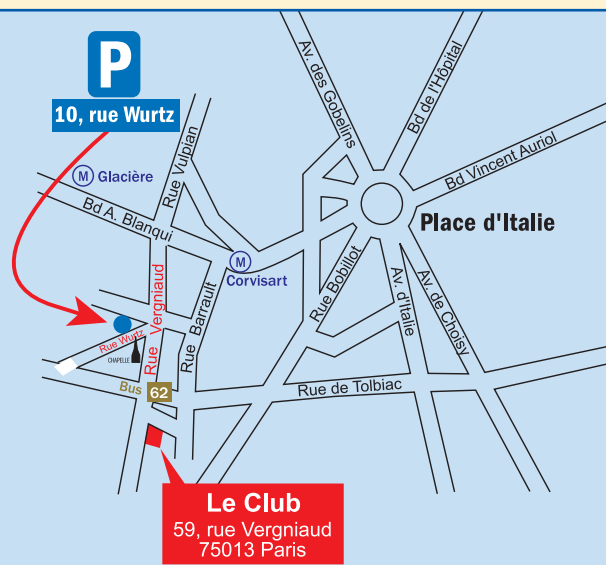 P
10, rue Wurtz
Av. des Gobelins
Bd de l'Hôpital
Bd Vincent Auriol
Rue Vulpian
M Glacière
Bd A. Blanqui
Place d'Italie
M
Corvisart
Rue Bobillot
Av. d'Italie
Av. de Choisy
Rue Vergniaud
Rue Barrault
Rue Wurtz
CHAPELLE
Bus 62
Rue de Tolbiac
Le Club
59, rue Vergniaud
75013 Paris